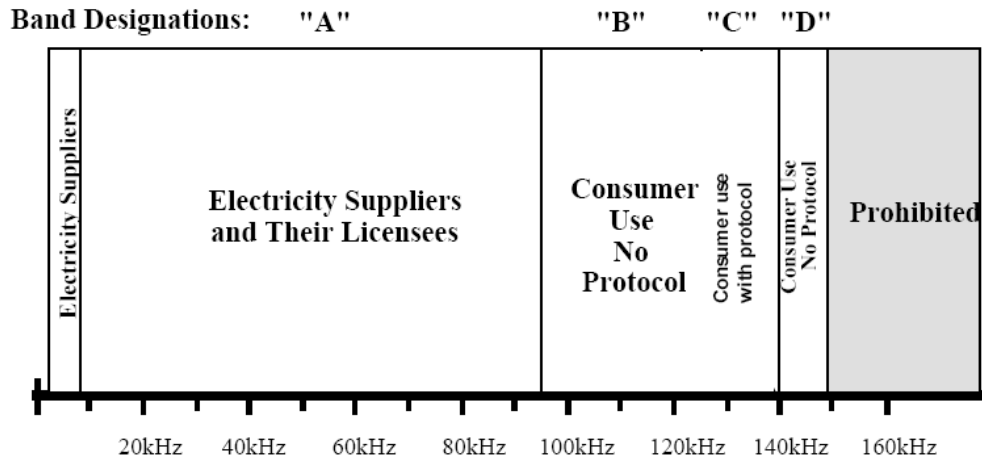 Band Designations: "A" "B" "C" "D"
Electricity Suppliers
Electricity Suppliers
and Their Licensees
Consumer
Use
No
Protocol
Consumer use
with protocol
Consumer Use
No Protocol
Prohibited
20kHz 40kHz 60kHz 80kHz 100kHz 120kHz 140kHz 160kHz